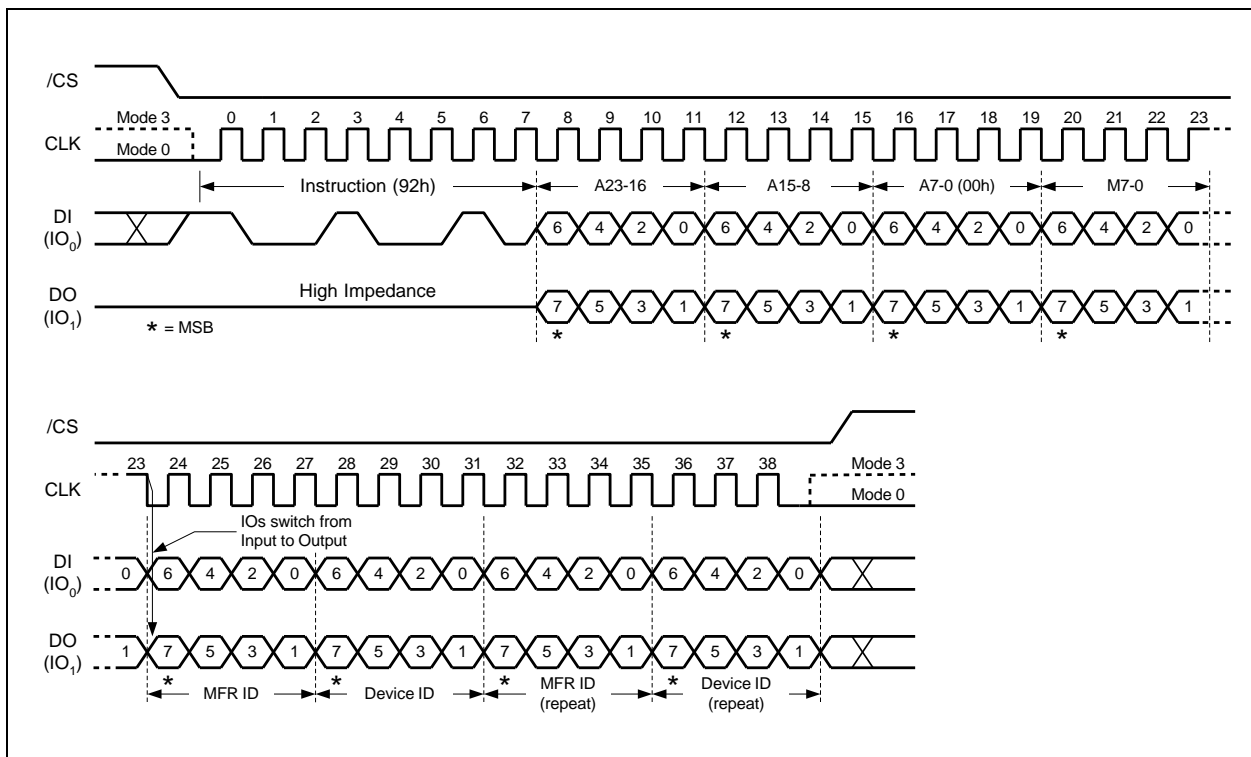 /CS
Mode 3 0 1 2 3 4 5 6 7 8 9 10 11 12 13 14 15 16 17 18 19 20 21 22 23
CLK
Mode 0
Instruction (92h) A23-16 A15-8 A7-0 (00h) M7-0
DI
(IO0) 6 4 2 0 6 4 2 0 6 4 2 0 6 4 2 0
High Impedance
DO
(IO1) 7 5 3 1 7 5 3 1 7 5 3 1 7 5 3 1
* = MSB * * * *
/CS
23 24 25 26 27 28 29 30 31 32 33 34 35 36 37 38 Mode 3
CLK
Mode 0
IOs switch from
Input to Output
DI
(IO0) 0 6 4 2 0 6 4 2 0 6 4 2 0 6 4 2 0
DO
(IO1) 1 7 5 3 1 7 5 3 1 7 5 3 1 7 5 3 1
* * * *
MFR ID Device ID MFR ID
(repeat) Device ID
(repeat)